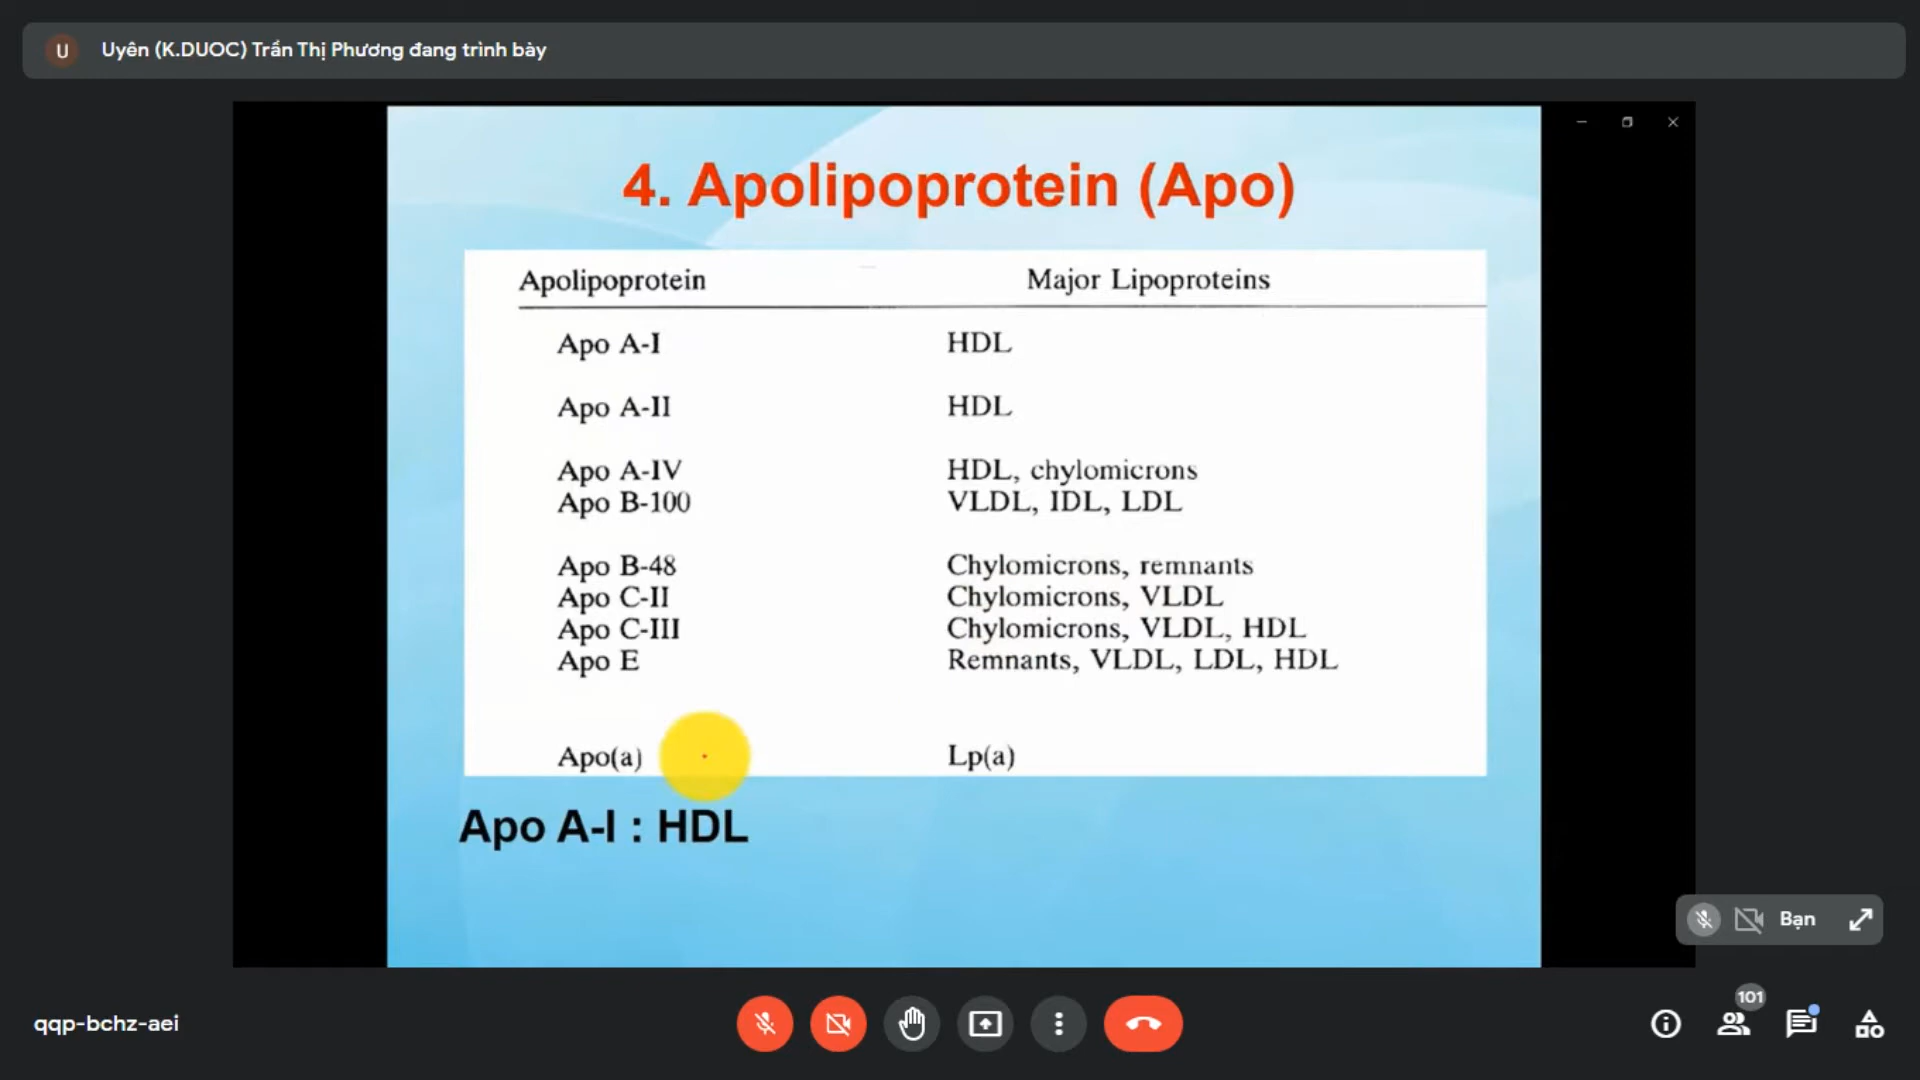 U Uyên (K.DUOC) Trần Thị Phương đang trình bày
4. Apolipoprotein (Apo)
Apolipoprotein Major Lipoproteins
Apo A-I HDL
Apo A-II HDL
Apo A-IV HDL, chylomicrons
Apo B-100 VLDL, IDL, LDL
Apo B-48 Chylomicrons, remnants
Apo C-II Chylomicrons, VLDL
Apo C-III Chylomicrons, VLDL, HDL
Apo E Remnants, VLDL, LDL, HDL
Apo(a) Lp(a)
Apo A-I : HDL
Bạn
101
qqp-bchz-aei